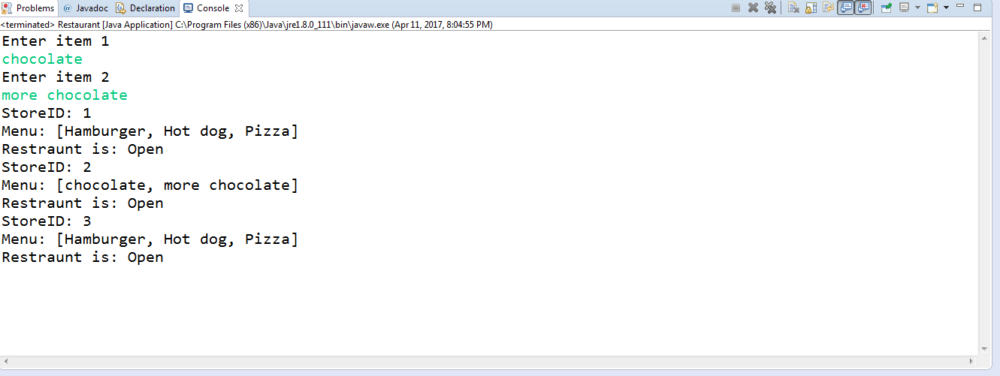 Problems @ Javadoc Declaration Console
<terminated> Restaurant [Java Application] C:\Program Files (x86)\Java\jre1.8.0_111\bin\javaw.exe (Apr 11, 2017, 8:04:55 PM)
Enter item 1
chocolate
Enter item 2
more chocolate
StoreID: 1
Menu: [Hamburger, Hot dog, Pizza]
Restraunt is: Open
StoreID: 2
Menu: [chocolate, more chocolate]
Restraunt is: Open
StoreID: 3
Menu: [Hamburger, Hot dog, Pizza]
Restraunt is: Open